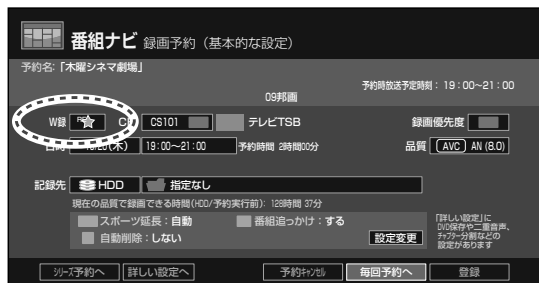 番組ナビ 録画予約（基本的な設定）
予約名:「木曜シネマ劇場」
予約時放送予定時刻：19：00～21：00
09邦画
W録 CS101 テレビTSB 録画優先度
19:00～21:00 予約時間 2時間00分 品質 AVC AN (8.0)
記録先 HDD 指定なし
現在の品質で録画できる時間(HDD/予約実行前): 128時間 37分
スポーツ延長：自動 番組追っかけ：する
自動削除：しない 設定変更
「詳しい設定」に
DVD保存や二重音声、
チャプター分割などの
設定があります
シリーズ予約へ 詳しい設定へ 予約キャンセル 毎回予約へ 登録